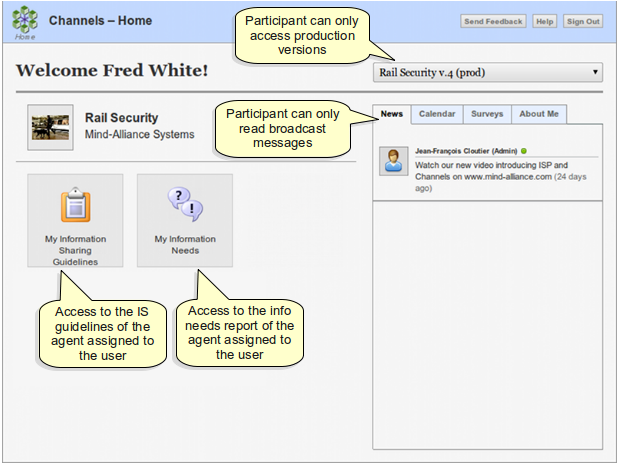 Home
Channels – Home
Participant can only
access production
versions
Send Feedback
Help
Sign Out
Welcome Fred White!
Rail Security v.4 (prod)
Rail Security
Mind-Alliance Systems
Participant can only
read broadcast
messages
News
Calendar
Surveys
About Me
Jean-François Cloutier (Admin)
Watch our new video introducing ISP and
Channels on www.mind-alliance.com (24 days
ago)
My Information
Sharing
Guidelines
My Information
Needs
Access to the IS
guidelines of the
agent assigned to
the user
Access to the info
needs report of the
agent assigned to
the user